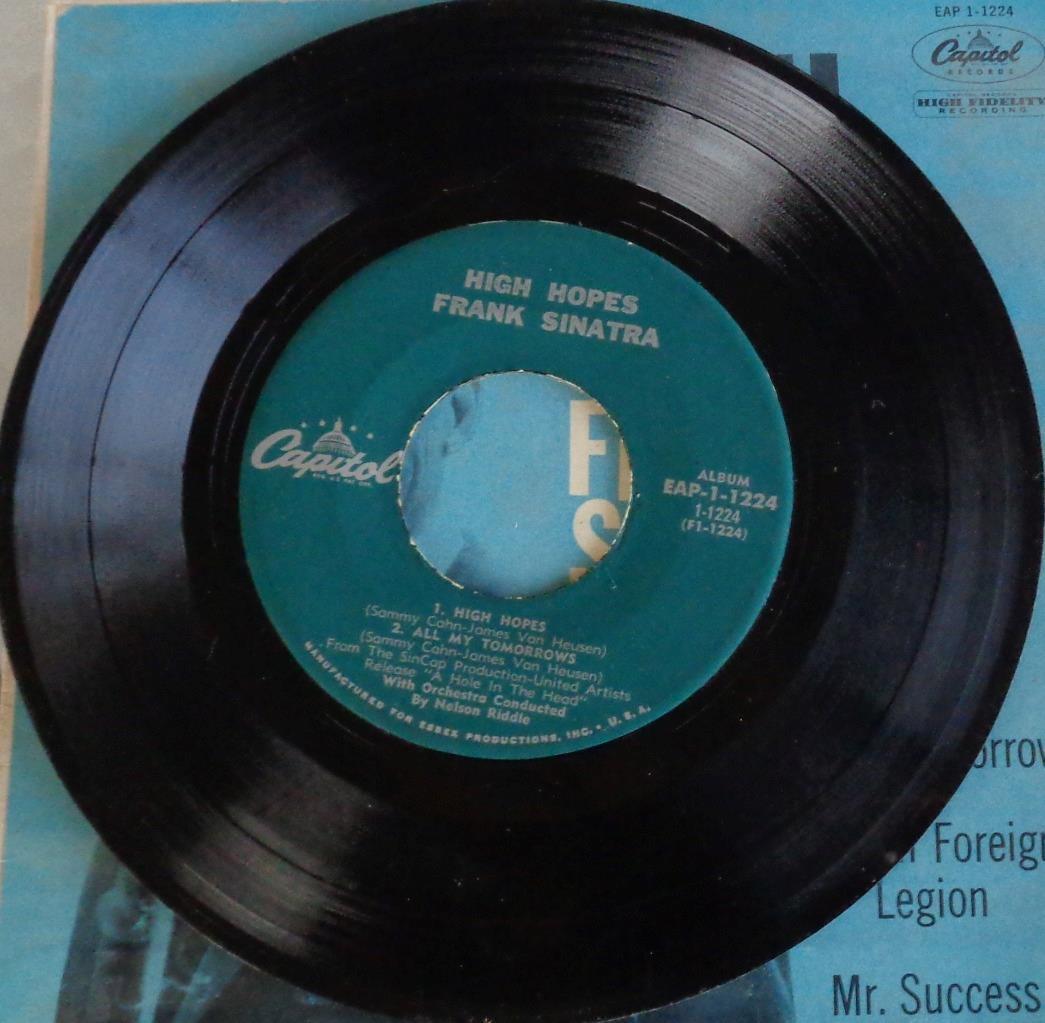 EAP 1-1224
Capitol
RECORDS
HIGH FIDELITY
RECORDING
HIGH HOPES
FRANK SINATRA
Capitol
ALBUM
EAP-1-1224
1-1224
(F1-1224)
1. HIGH HOPES
(Sammy Cahn-James Van Heusen)
2. ALL MY TOMORROWS
(Sammy Cahn-James Van Heusen)
From The SinCap Production-United Artists
Release "A Hole In The Head"
With Orchestra Conducted
By Nelson Riddle
MANUFACTURED FOR ESSEX PRODUCTIONS, INC. • U.S.A.
orrow
Foreign
Legion
Mr. Success